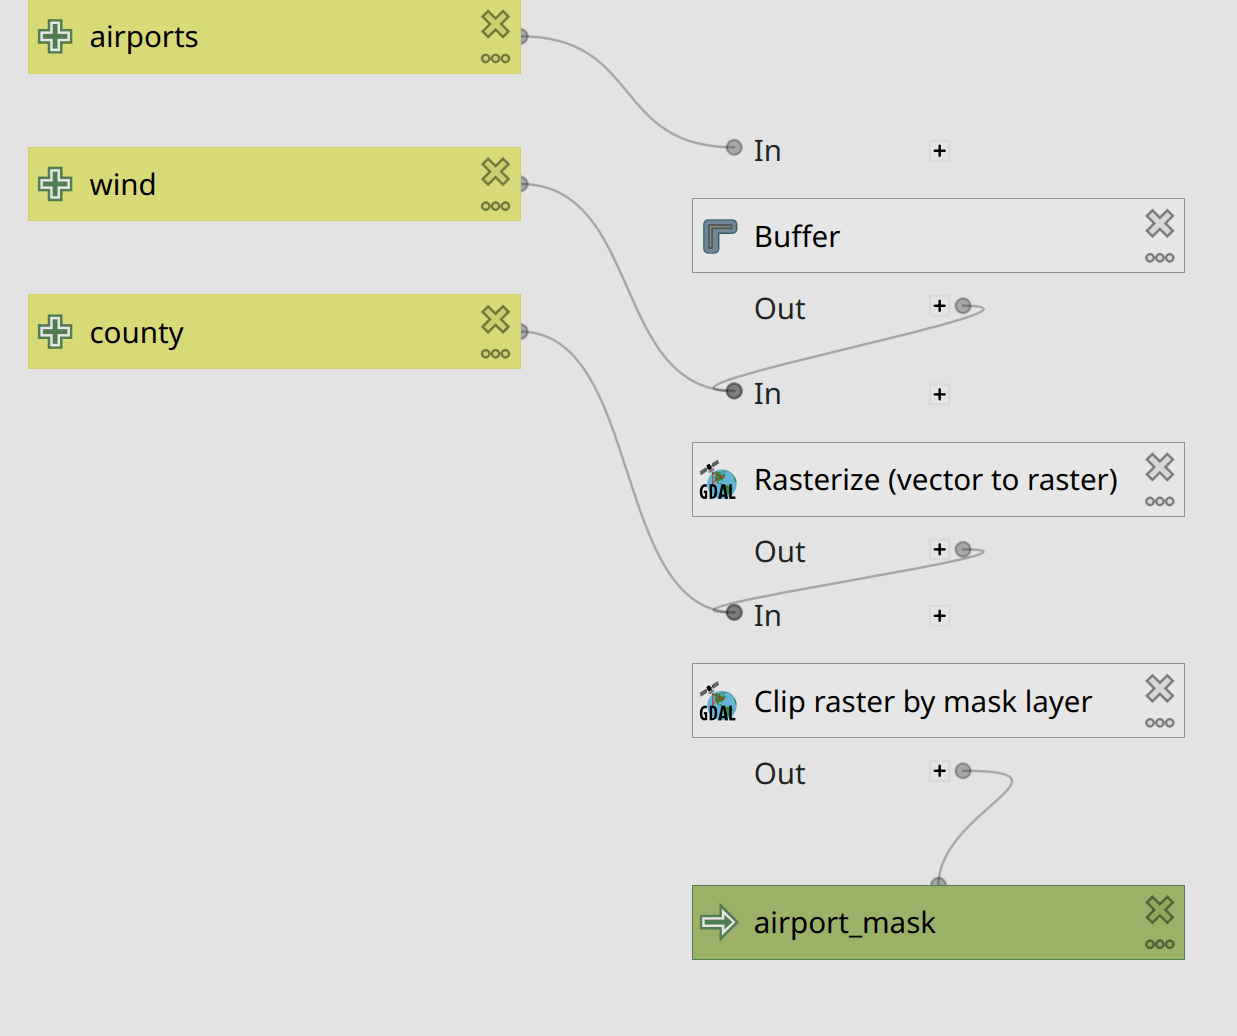 airports
In
wind
Buffer
Out
county
In
GDAL
Rasterize (vector to raster)
Out
In
GDAL
Clip raster by mask layer
Out
airport_mask